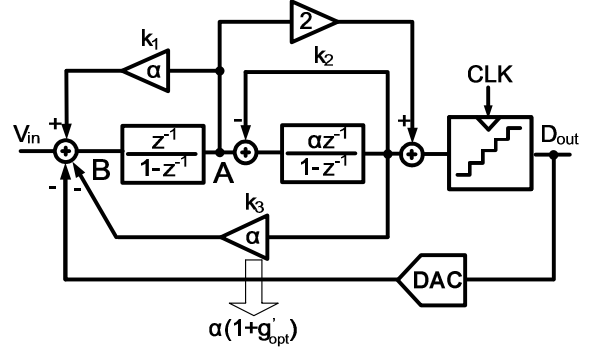 2
k₁
k₂
α
+
-
+
CLK
Vin
+
B
z⁻¹
1-z⁻¹
A
+
αz⁻¹
1-z⁻¹
+
Dout
-
-
k₃
α
DAC
α(1+g'opt)